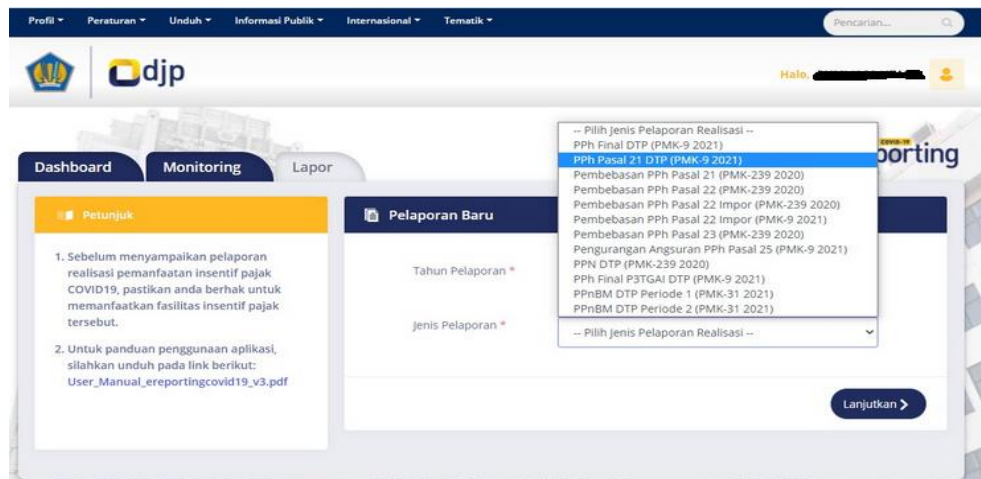 Profil Peraturan Unduh Informasi Publik Internasional Tematik Pencarian...
djp
Halo,
Dashboard Monitoring Lapor
COVID-19
porting
Petunjuk
1. Sebelum menyampaikan pelaporan
realisasi pemanfaatan insentif pajak
COVID19, pastikan anda berhak untuk
memanfaatkan fasilitas insentif pajak
tersebut.
2. Untuk panduan penggunaan aplikasi,
silahkan unduh pada link berikut:
User_Manual_ereportingcovid19_v3.pdf
Pelaporan Baru
Tahun Pelaporan *
-- Pilih Jenis Pelaporan Realisasi --
PPh Final DTP (PMK-9 2021)
PPh Pasal 21 DTP (PMK-9 2021)
Pembebasan PPh Pasal 21 (PMK-239 2020)
Pembebasan PPh Pasal 22 (PMK-239 2020)
Pembebasan PPh Pasal 22 Impor (PMK-239 2020)
Pembebasan PPh Pasal 22 Impor (PMK-9 2021)
Pembebasan PPh Pasal 23 (PMK-239 2020)
Pengurangan Angsuran PPh Pasal 25 (PMK-9 2021)
PPN DTP (PMK-239 2020)
PPh Final P3TGAI DTP (PMK-9 2021)
PPnBM DTP Periode 1 (PMK-31 2021)
PPnBM DTP Periode 2 (PMK-31 2021)
Jenis Pelaporan *
-- Pilih Jenis Pelaporan Realisasi --
Lanjutkan